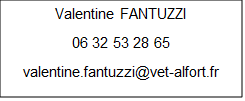 Valentine FANTUZZI
06 32 53 28 65
valentine.fantuzzi@vet-alfort.fr